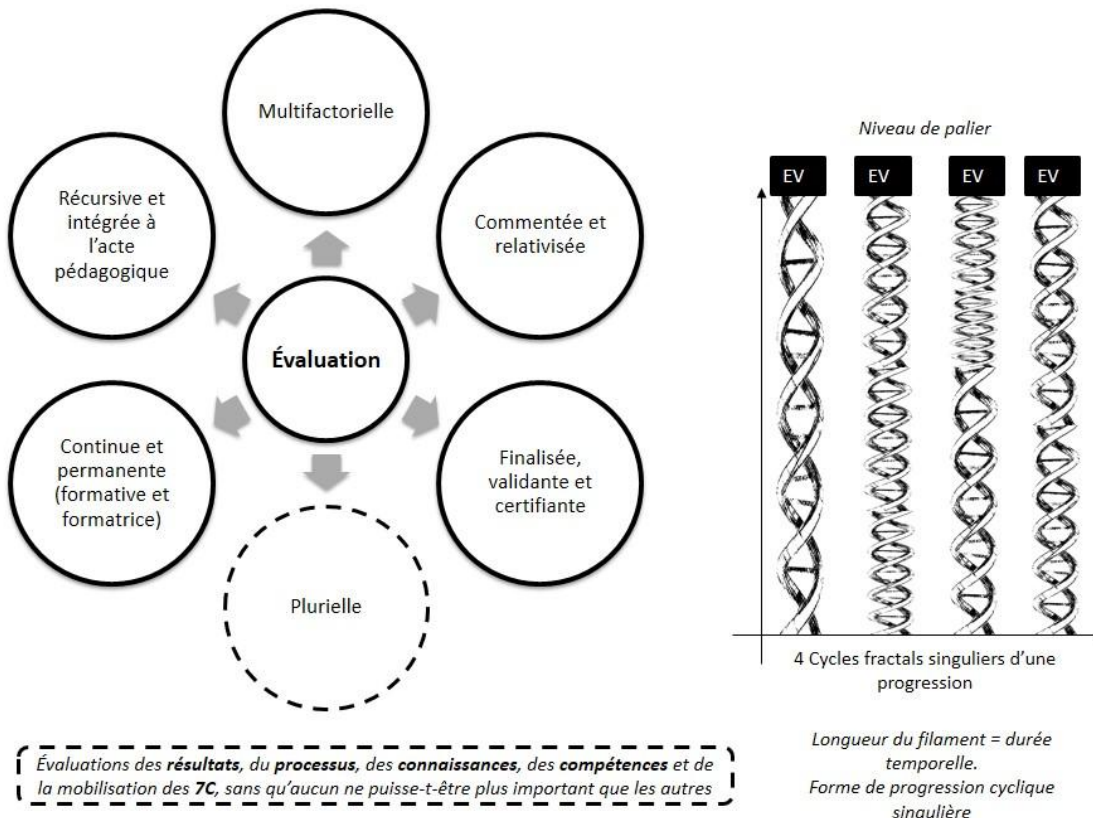 Multifactorielle
Récursive et
intégrée à
l'acte
pédagogique
Commentée et
relativisée
Évaluation
Continue et
permanente
(formative et
formatrice)
Finalisée,
validante et
certifiante
Plurielle
Évaluations des résultats, du processus, des connaissances, des compétences et de
la mobilisation des 7C, sans qu'aucun ne puisse-t-être plus important que les autres
Niveau de palier
EV EV EV EV
4 Cycles fractals singuliers d'une
progression
Longueur du filament = durée
temporelle.
Forme de progression cyclique
singulière